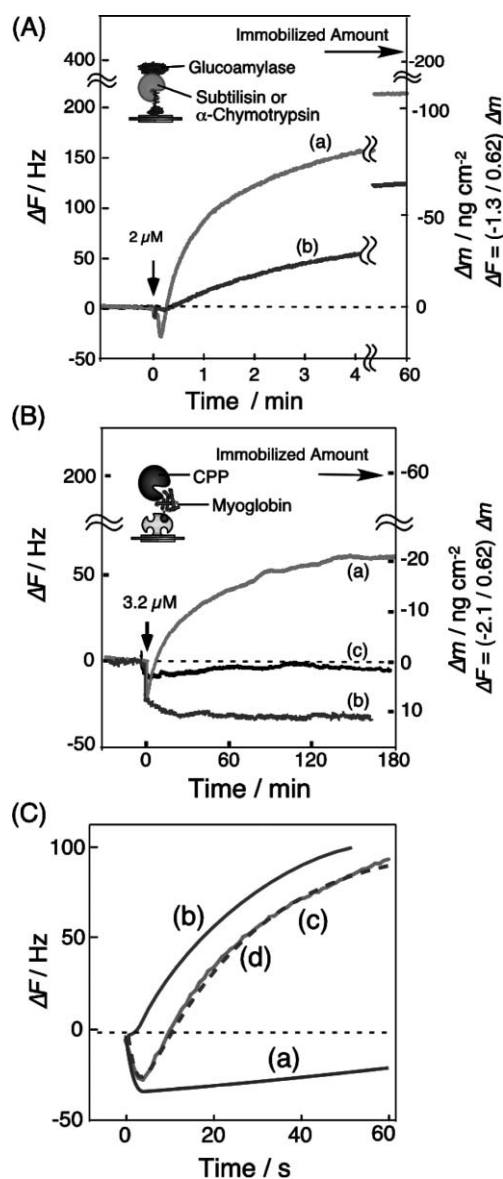 (A)
Immobilized Amount
400
-200
Glucoamylase
Subtilisin or
α-Chymotrypsin
200
-100
(a)
150
ΔF / Hz
100
-50
2 μM
50
(b)
0
0
-50
0
1
2
3
4
60
Time / min
Δm / ng cm-2
ΔF = (-1.3 / 0.62) Δm
(B)
Immobilized Amount
200
-60
CPP
Myoglobin
ΔF / Hz
50
-20
(a)
3.2 μM
-10
(c)
0
0
(b)
10
-50
0
60
120
180
Time / min
Δm / ng cm-2
ΔF = (-2.1 / 0.62) Δm
(C)
100
(b)
ΔF / Hz
50
(c)
(d)
0
(a)
-50
0
20
40
60
Time / s